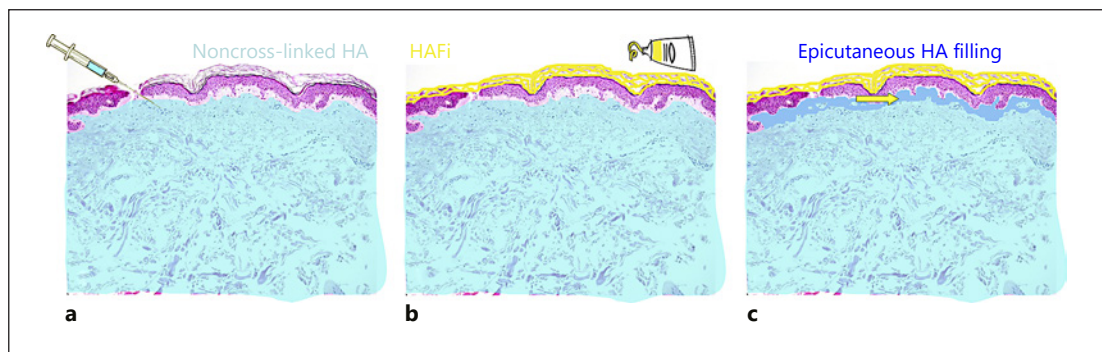 Noncross-linked HA
HAFi
Epicutaneous HA filling
a
b
c